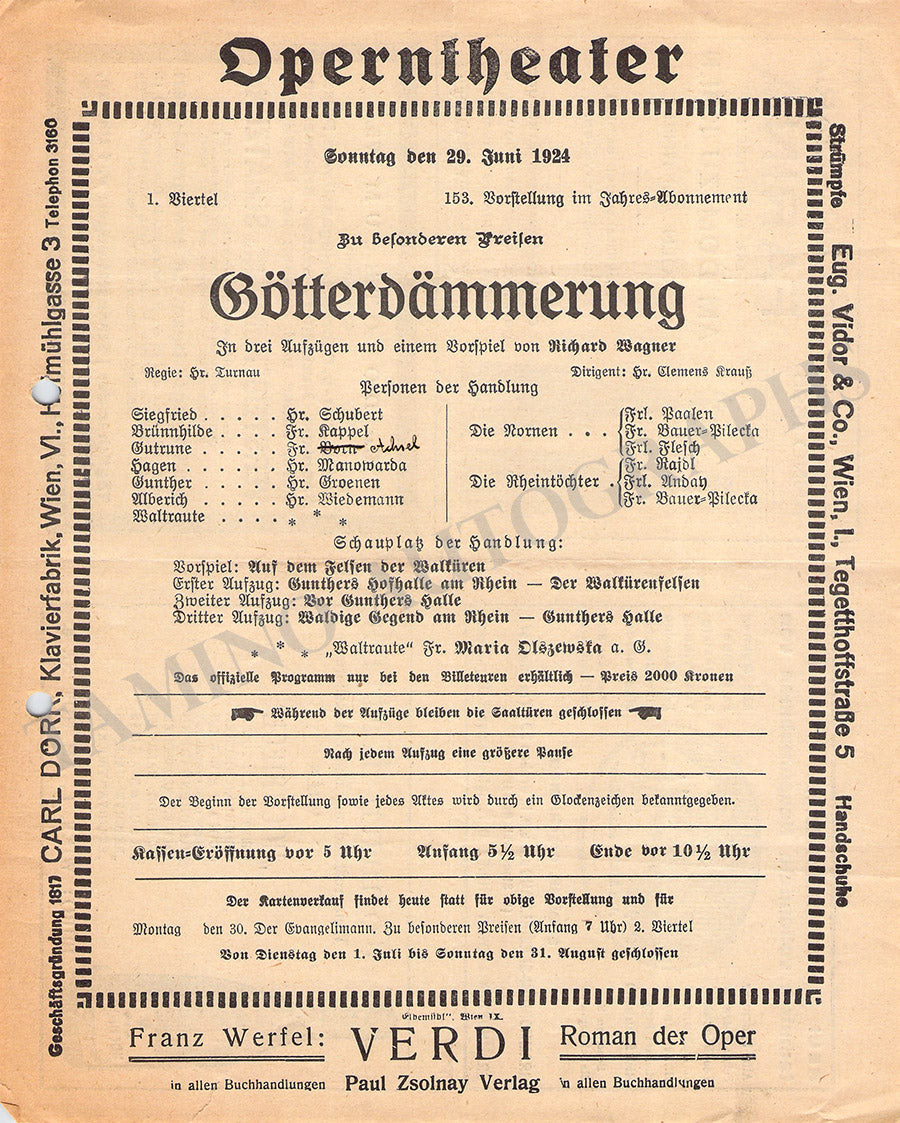 Operntheater
Sonntag den 29. Juni 1924
1. Viertel 153. Vorstellung im Jahres-Abonnement
Zu besonderen Preisen
Götterdämmerung
In drei Aufzügen und einem Vorspiel von Richard Wagner
Regie: Hr. Turnau Dirigent: Hr. Clemens Krauß
Personen der Handlung
Siegfried . . . . . Hr. Schubert
Brünnhilde . . . . Fr. Kappel
Gutrune . . . . . Fr. Born Achsel
Hagen . . . . . . Hr. Manowarda
Gunther . . . . . Hr. Groenen
Alberich . . . . . Hr. Wiedemann
Waltraute . . . . * * *
Die Nornen . . . Frl. Paalen
Fr. Bauer-Pilecka
Frl. Flesch
Die Rheintöchter . Fr. Rajdl
Frl. Anday
Fr. Bauer-Pilecka
Schauplatz der Handlung:
Vorspiel: Auf dem Felsen der Walküren
Erster Aufzug: Gunthers Hofhalle am Rhein — Der Walkürenfelsen
Zweiter Aufzug: Vor Gunthers Halle
Dritter Aufzug: Waldige Gegend am Rhein — Gunthers Halle
* * * „Waltraute" Fr. Maria Olszewska a. G.
Das offizielle Programm nur bei den Billeteuren erhältlich — Preis 2000 Kronen
Während der Aufzüge bleiben die Saaltüren geschlossen
Nach jedem Aufzug eine größere Pause
Der Beginn der Vorstellung sowie jedes Aktes wird durch ein Glockenzeichen bekanntgegeben.
Kassen-Eröffnung vor 5 Uhr Anfang 5½ Uhr Ende vor 10½ Uhr
Der Kartenverkauf findet heute statt für obige Vorstellung und für
Montag den 30. Der Evangelimann. Zu besonderen Preisen (Anfang 7 Uhr) 2. Viertel
Von Dienstag den 1. Juli bis Sonntag den 31. August geschlossen
„Elbemühl", Wien IX.
Franz Werfel: VERDI Roman der Oper
in allen Buchhandlungen Paul Zsolnay Verlag in allen Buchhandlungen
Geschäftsgründung 1817 CARL DÖRR, Klavierfabrik, Wien, VI., mühlgasse 3 Telephon 3160
Strümpfe Eug. Vidor & Co., Wien, I., Tegetthoffstraße 5 Handschuhe
TAMINO AUTOGRAPHS